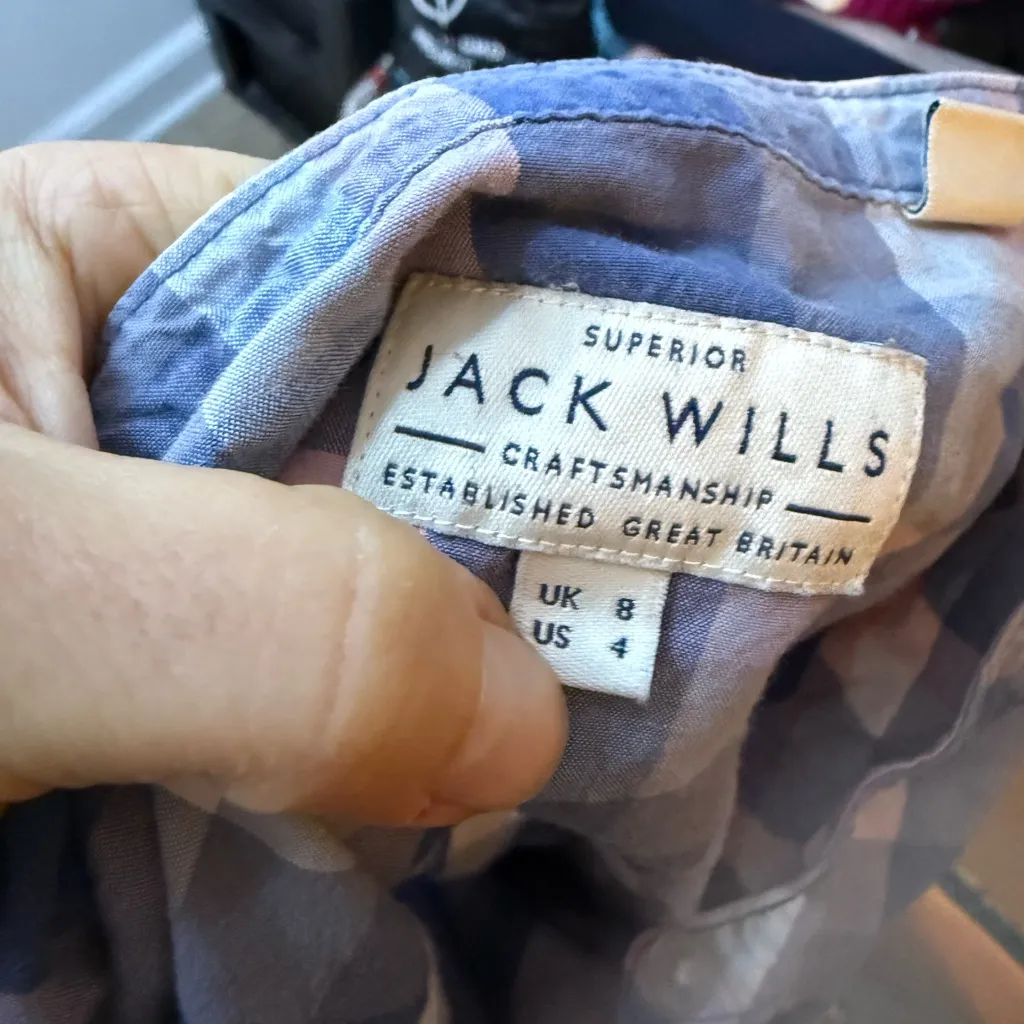 SUPERIOR
JACK WILLS
CRAFTSMANSHIP
ESTABLISHED GREAT BRITAIN
UK 8
US 4